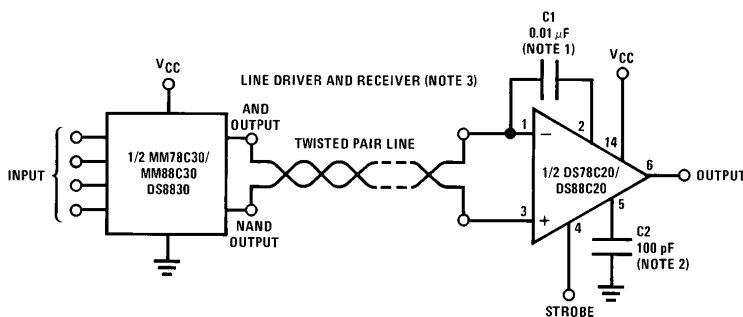 C1
0.01 μF
(NOTE 1)
VCC
VCC
LINE DRIVER AND RECEIVER (NOTE 3)
AND
OUTPUT
TWISTED PAIR LINE
1
2
14
−
1/2 MM78C30/
MM88C30
DS8830
INPUT
1/2 DS78C20/
DS88C20
6
OUTPUT
3
+
4
5
NAND
OUTPUT
C2
100 pF
(NOTE 2)
STROBE